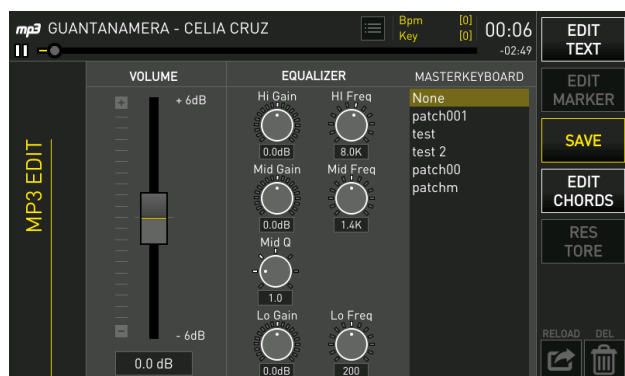 mp3 GUANTANAMERA - CELIA CRUZ
Bpm [0]
Key [0]
00:06
-02:49
EDIT
TEXT
EDIT
MARKER
SAVE
EDIT
CHORDS
RES
TORE
RELOAD DEL
MP3 EDIT
VOLUME
+ 6dB
- 6dB
0.0 dB
EQUALIZER
Hi Gain HI Freq
0.0dB 8.0K
Mid Gain Mid Freq
0.0dB 1.4K
Mid Q
1.0
Lo Gain Lo Freq
0.0dB 200
MASTERKEYBOARD
None
patch001
test
test 2
patch00
patchm